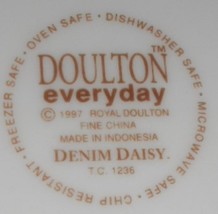 FREEZER SAFE · OVEN SAFE · DISHWASHER SAFE · MICROWAVE SAFE · CHIP RESISTANT ·
DOULTON™
everyday
© 1997 ROYAL DOULTON
FINE CHINA
MADE IN INDONESIA
DENIM DAISY.
T.C. 1236